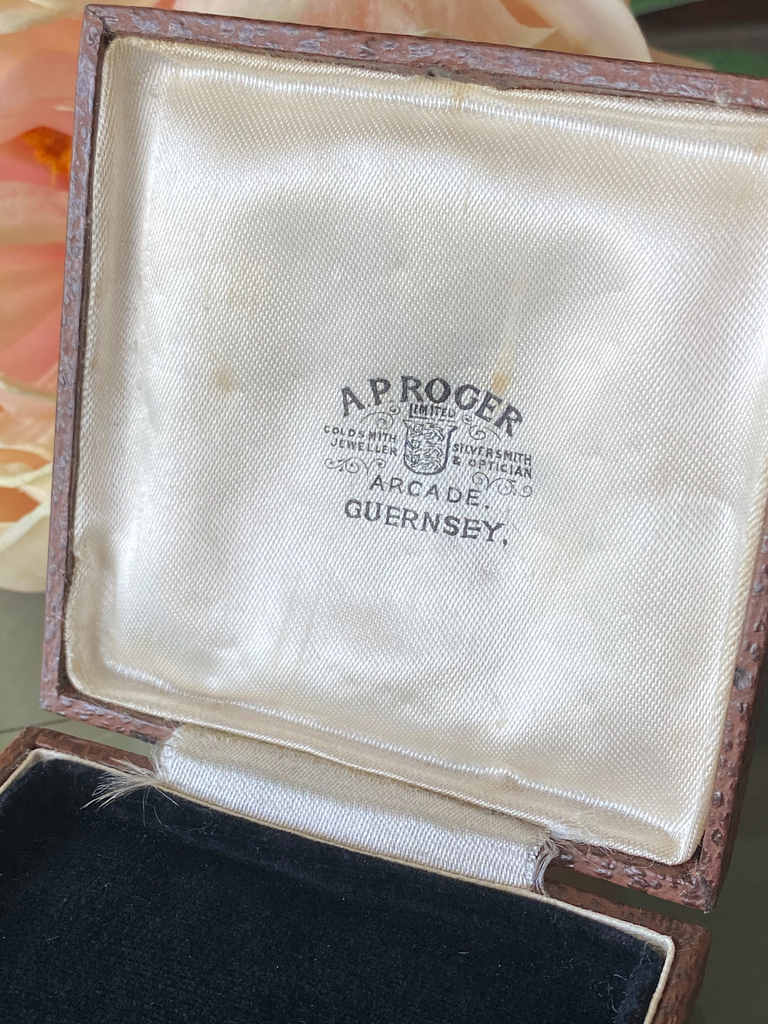 A.P. ROGER
LIMITED
GOLDSMITH
JEWELLER
SILVERSMITH
& OPTICIAN
ARCADE.
GUERNSEY.